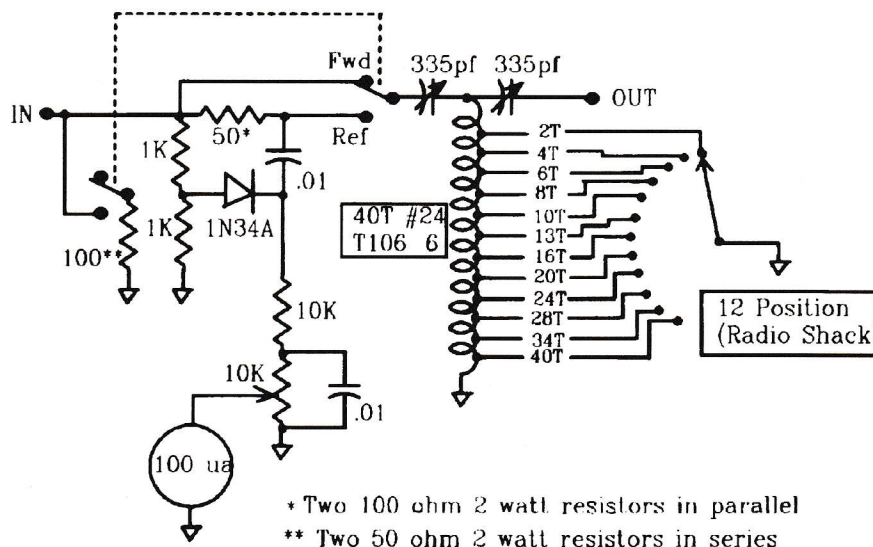 Fwd
335pf 335pf
IN
OUT
50*
Ref
1K
.01
1N34A
1K
100**
2T
4T
6T
8T
10T
13T
16T
20T
24T
28T
34T
40T
40T #24
T106 6
12 Position
(Radio Shack
10K
10K
.01
100 ua
* Two 100 ohm 2 watt resistors in parallel
** Two 50 ohm 2 watt resistors in series